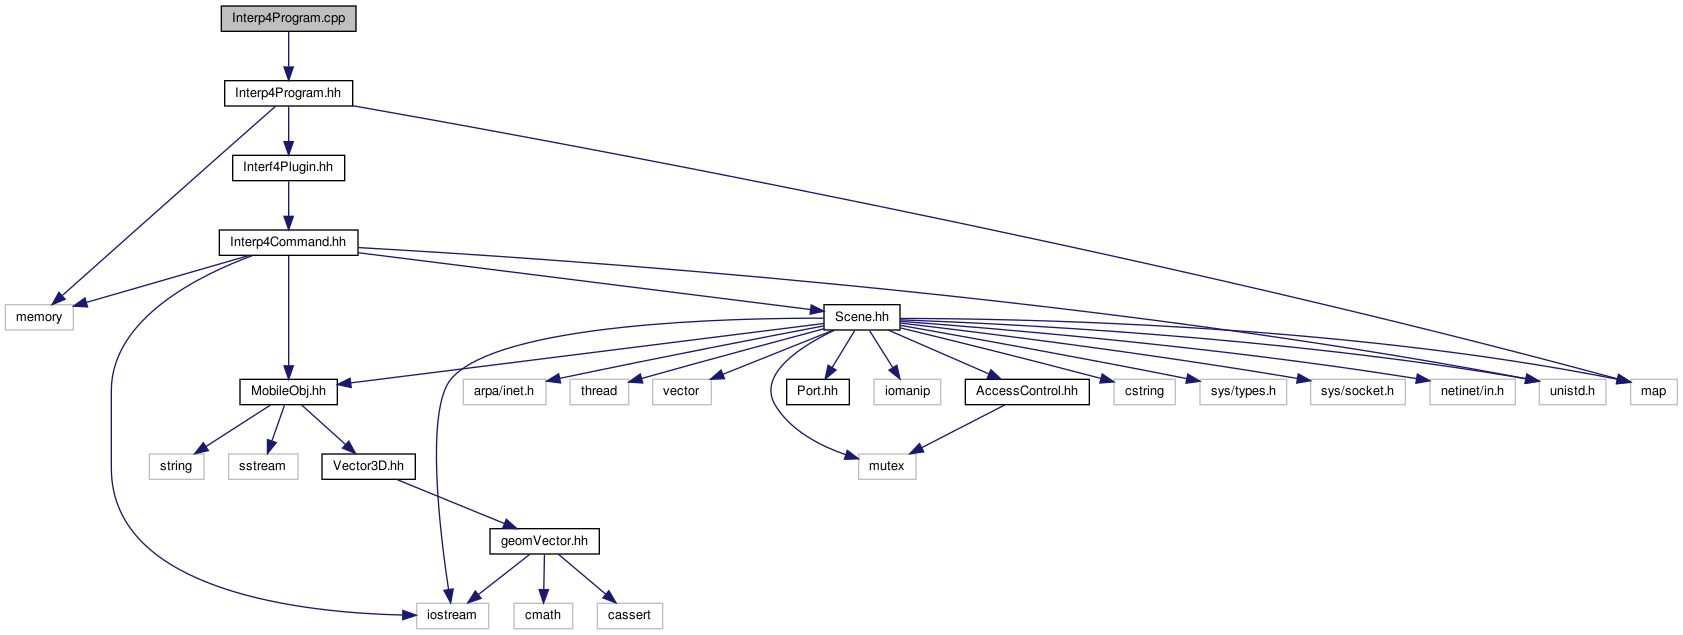 Interp4Program.cpp
Interp4Program.hh
Interf4Plugin.hh
Interp4Command.hh
memory
Scene.hh
MobileObj.hh
arpa/inet.h
thread
vector
Port.hh
iomanip
AccessControl.hh
cstring
sys/types.h
sys/socket.h
netinet/in.h
unistd.h
map
string
sstream
Vector3D.hh
mutex
geomVector.hh
iostream
cmath
cassert